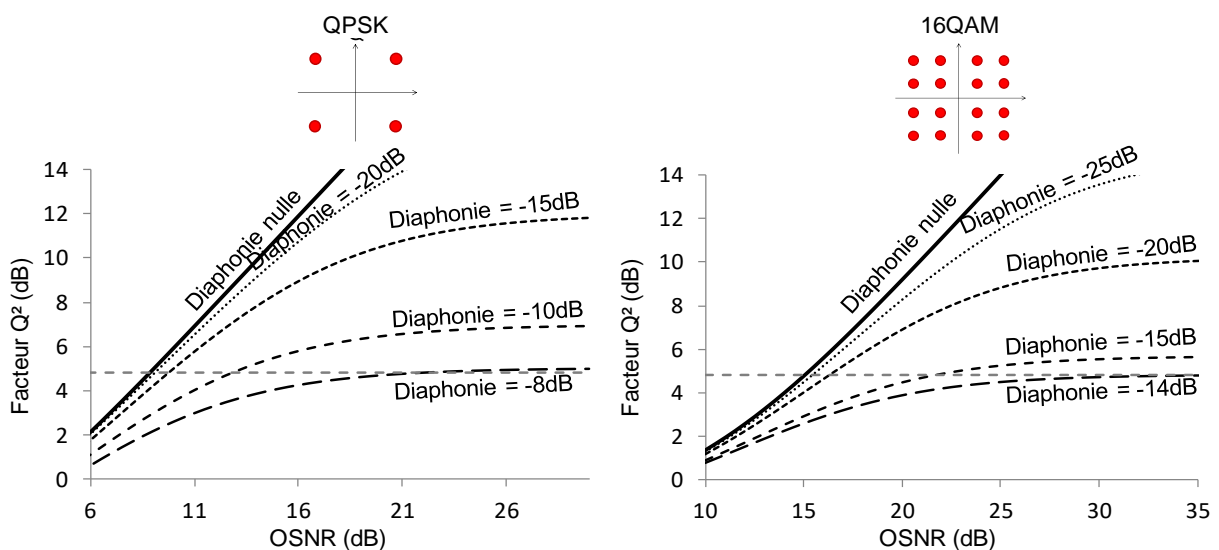 QPSK
14
12
10
8
6
4
2
0
6
11
16
21
26
Facteur Q² (dB)
OSNR (dB)
Diaphonie nulle
Diaphonie = -20dB
Diaphonie = -15dB
Diaphonie = -10dB
Diaphonie = -8dB
16QAM
14
12
10
8
6
4
2
0
10
15
20
25
30
35
Facteur Q² (dB)
OSNR (dB)
Diaphonie nulle
Diaphonie = -25dB
Diaphonie = -20dB
Diaphonie = -15dB
Diaphonie = -14dB